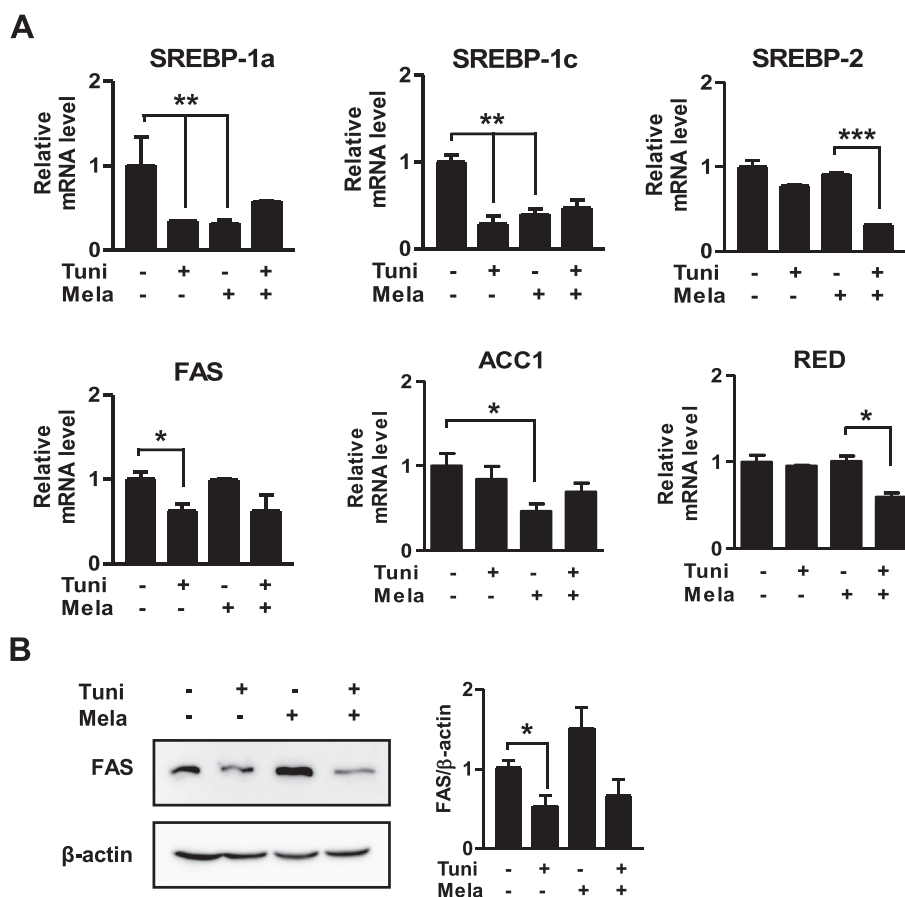 A
SREBP-1a
Relative
mRNA level
2
1
0
**
Tuni - + - +
Mela - - + +
SREBP-1c
Relative
mRNA level
2
1
0
**
Tuni - + - +
Mela - - + +
SREBP-2
Relative
mRNA level
2
1
0
***
Tuni - + - +
Mela - - + +
FAS
Relative
mRNA level
2
1
0
*
Tuni - + - +
Mela - - + +
ACC1
Relative
mRNA level
2
1
0
*
Tuni - + - +
Mela - - + +
RED
Relative
mRNA level
2
1
0
*
Tuni - + - +
Mela - - + +
B
Tuni - + - +
Mela - - + +
FAS
β-actin
FAS/β-actin
2
1
0
*
Tuni - + - +
Mela - - + +